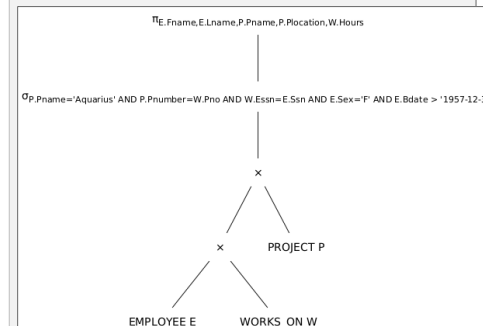 πE.Fname,E.Lname,P.Pname,P.Plocation,W.Hours
σP.Pname='Aquarius' AND P.Pnumber=W.Pno AND W.Essn=E.Ssn AND E.Sex='F' AND E.Bdate > '1957-12-
×
× PROJECT P
EMPLOYEE E WORKS_ON W